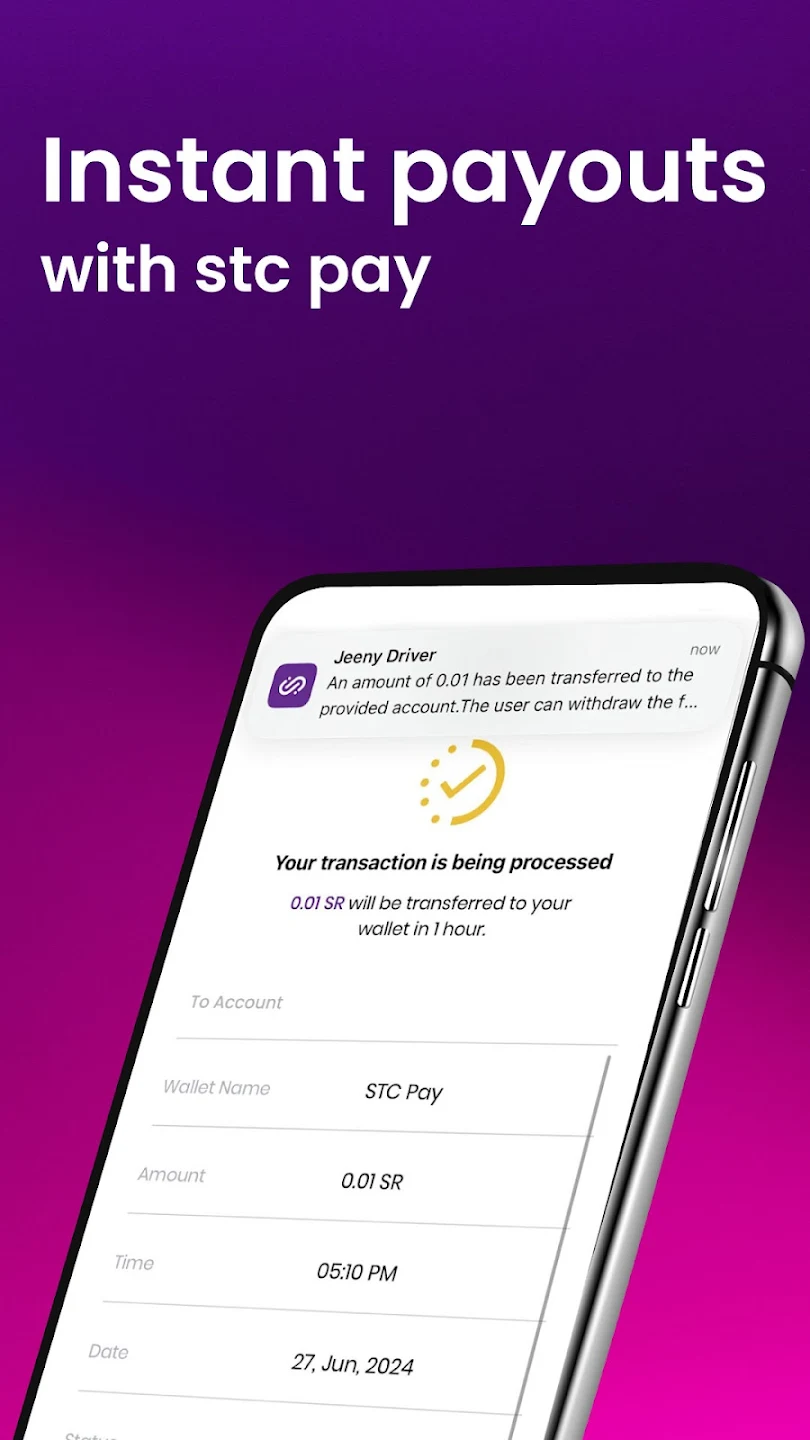 Instant payouts
with stc pay
Jeeny Driver
now
An amount of 0.01 has been transferred to the
provided account.The user can withdraw the f...
Your transaction is being processed
0.01 SR will be transferred to your
wallet in 1 hour.
To Account
Wallet Name STC Pay
Amount 0.01 SR
Time 05:10 PM
Date 27, Jun, 2024